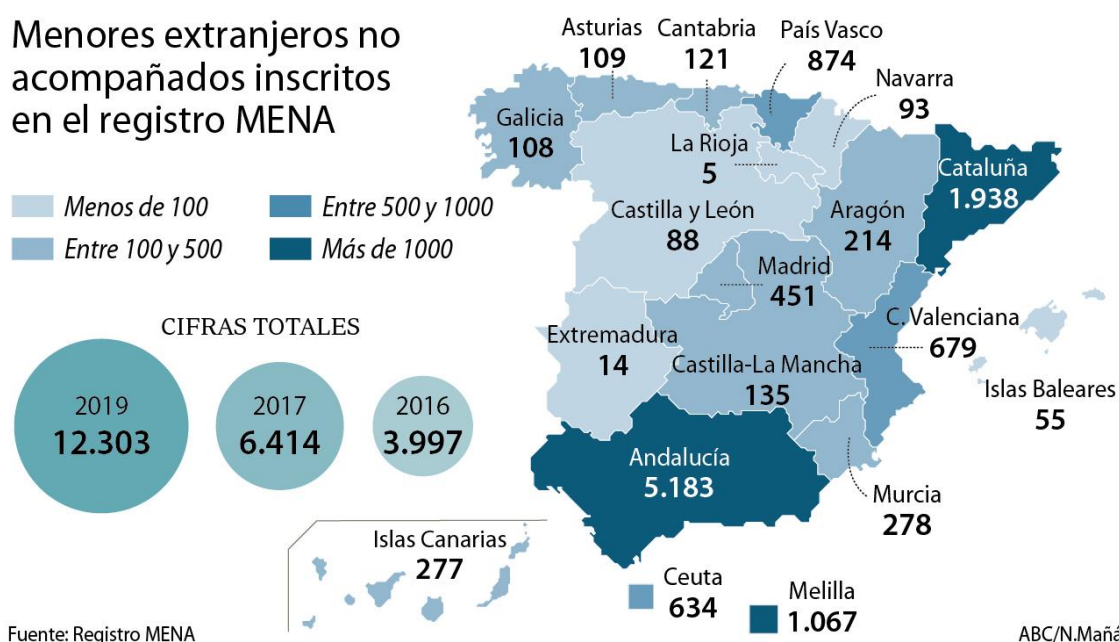 Menores extranjeros no
acompañados inscritos
en el registro MENA
Menos de 100
Entre 100 y 500
Entre 500 y 1000
Más de 1000
CIFRAS TOTALES
2019
12.303
2017
6.414
2016
3.997
Asturias
109
Cantabria
121
País Vasco
874
Navarra
93
Galicia
108
La Rioja
5
Cataluña
1.938
Castilla y León
88
Aragón
214
Madrid
451
C. Valenciana
679
Extremadura
14
Castilla-La Mancha
135
Islas Baleares
55
Andalucía
5.183
Murcia
278
Islas Canarias
277
Ceuta
634
Melilla
1.067
Fuente: Registro MENA
ABC/N.Mañá